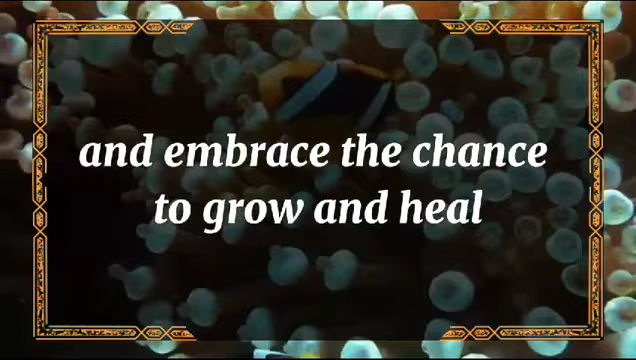 and embrace the chance
to grow and heal